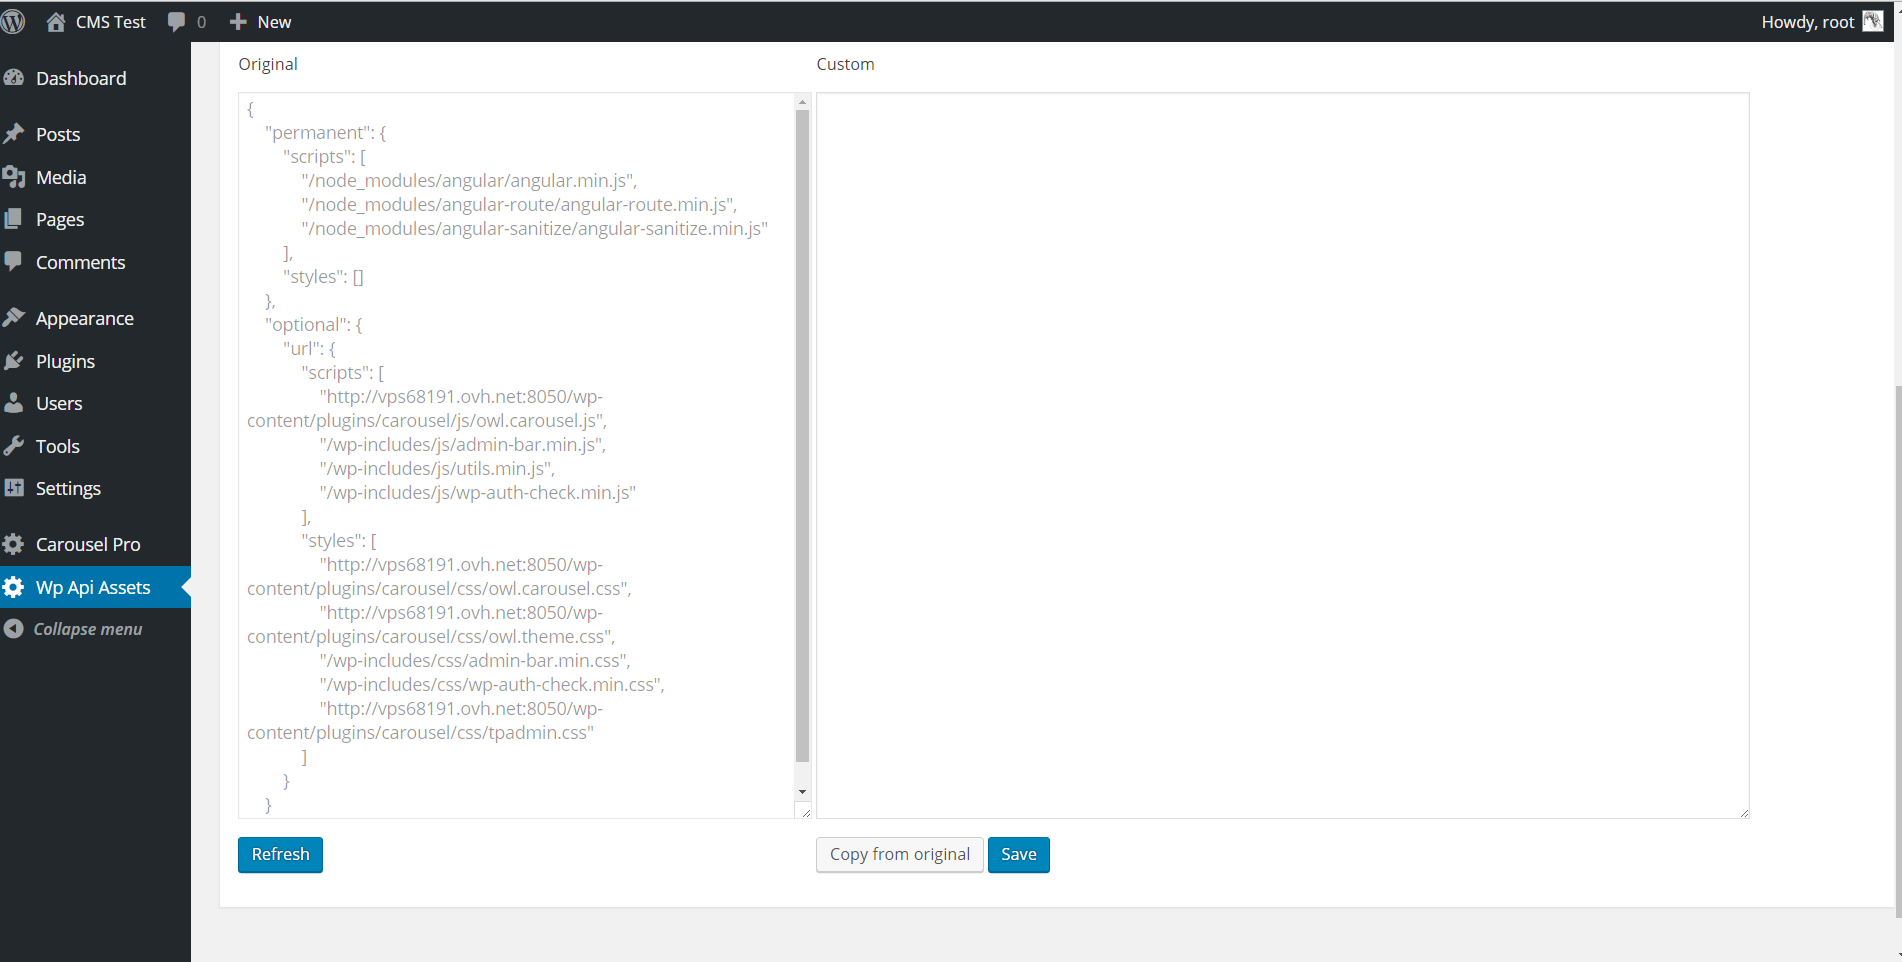 CMS Test 0 New Howdy, root
Dashboard
Posts
Media
Pages
Comments
Appearance
Plugins
Users
Tools
Settings
Carousel Pro
Wp Api Assets
Collapse menu
Original
{
"permanent": {
"scripts": [
"/node_modules/angular/angular.min.js",
"/node_modules/angular-route/angular-route.min.js",
"/node_modules/angular-sanitize/angular-sanitize.min.js"
],
"styles": []
},
"optional": {
"url": {
"scripts": [
"http://vps68191.ovh.net:8050/wp-
content/plugins/carousel/js/owl.carousel.js",
"/wp-includes/js/admin-bar.min.js",
"/wp-includes/js/utils.min.js",
"/wp-includes/js/wp-auth-check.min.js"
],
"styles": [
"http://vps68191.ovh.net:8050/wp-
content/plugins/carousel/css/owl.carousel.css",
"http://vps68191.ovh.net:8050/wp-
content/plugins/carousel/css/owl.theme.css",
"/wp-includes/css/admin-bar.min.css",
"/wp-includes/css/wp-auth-check.min.css",
"http://vps68191.ovh.net:8050/wp-
content/plugins/carousel/css/tpadmin.css"
]
}
}
Refresh
Custom
Copy from original Save